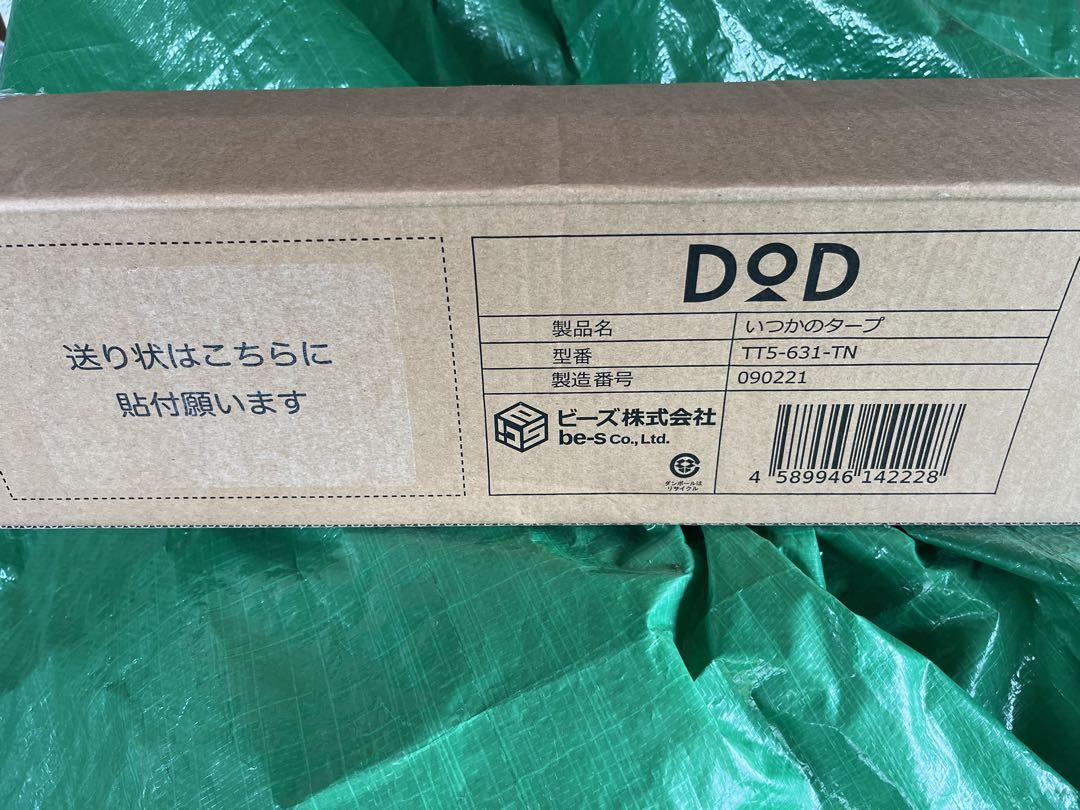 送り状はこちらに
貼付願います
DOD
製品名 いつかのタープ
型番 TT5-631-TN
製造番号 090221
ビーズ株式会社
be-s Co., Ltd.
ダンボールは
リサイクル
4 589946 142228